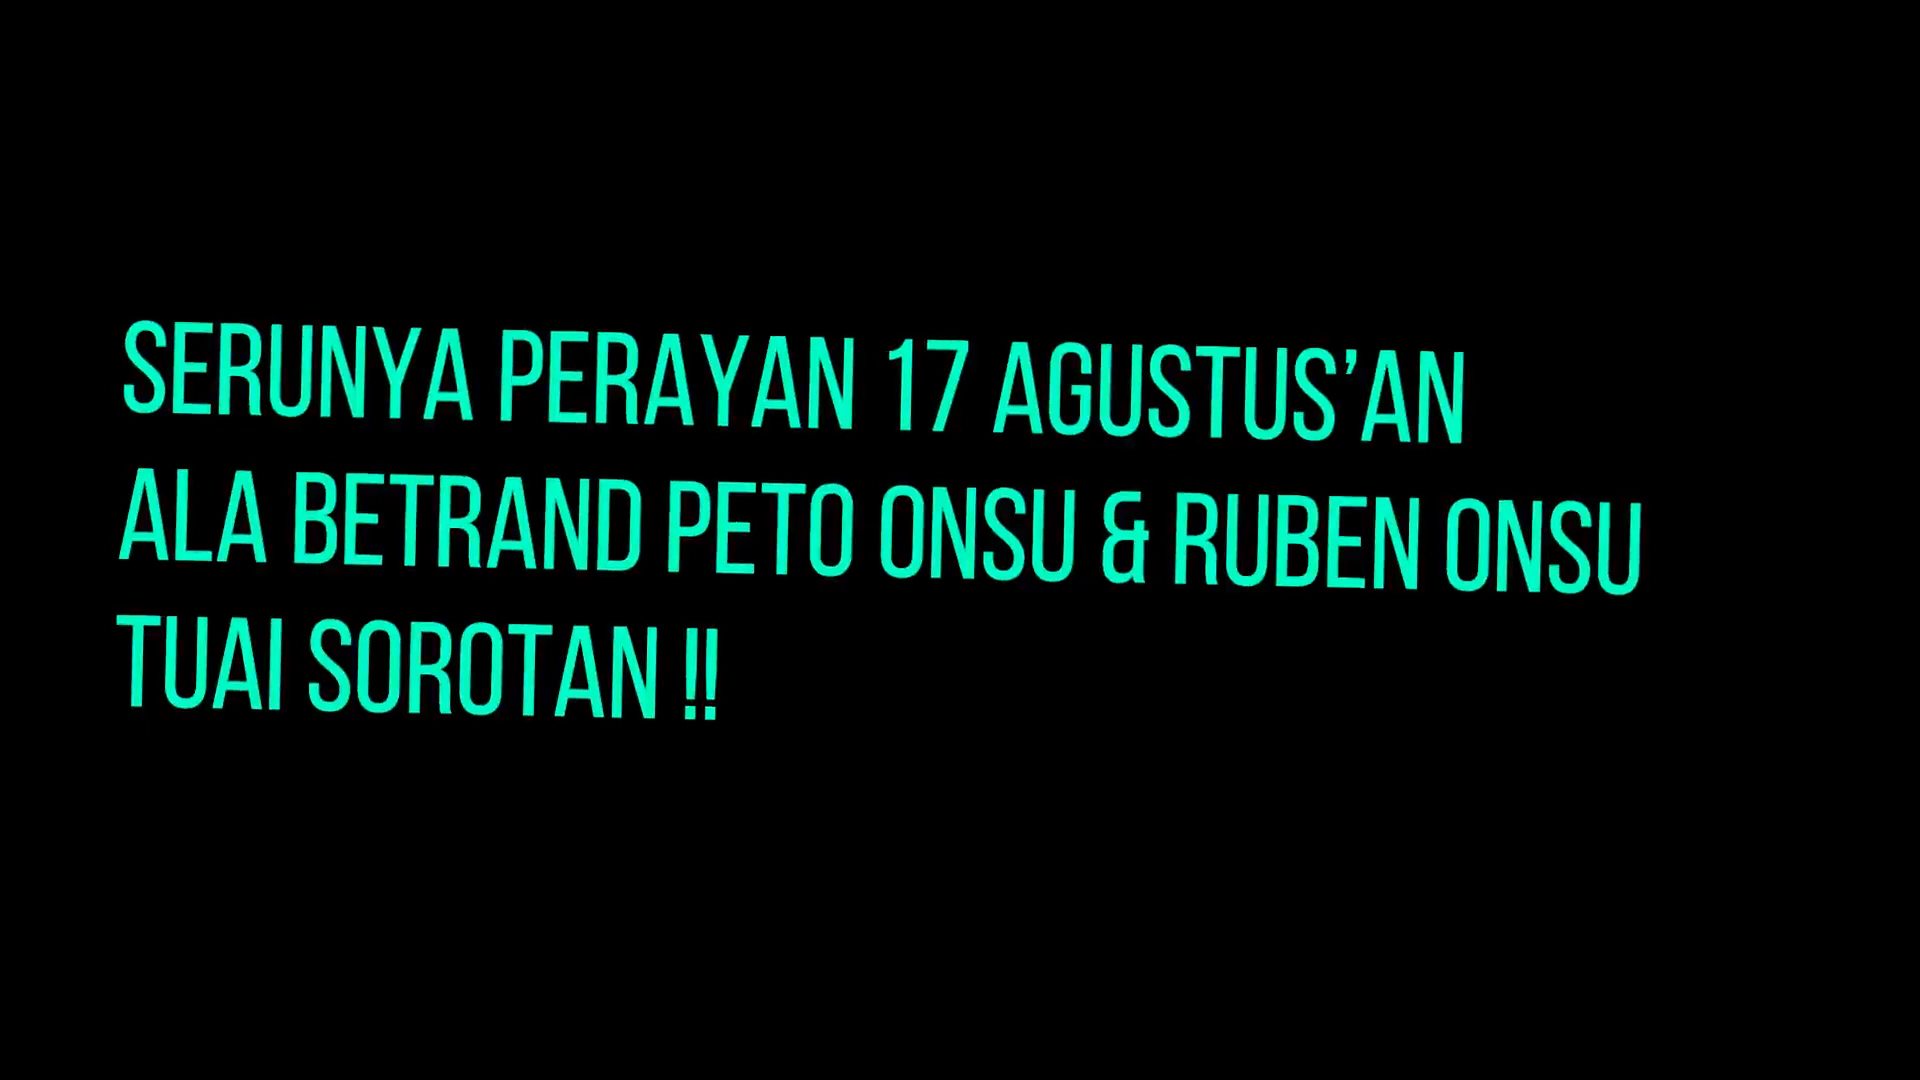 SERUNYA PERAYAN 17 AGUSTUS’AN
ALA BETRAND PETO ONSU & RUBEN ONSU
TUAI SOROTAN !!